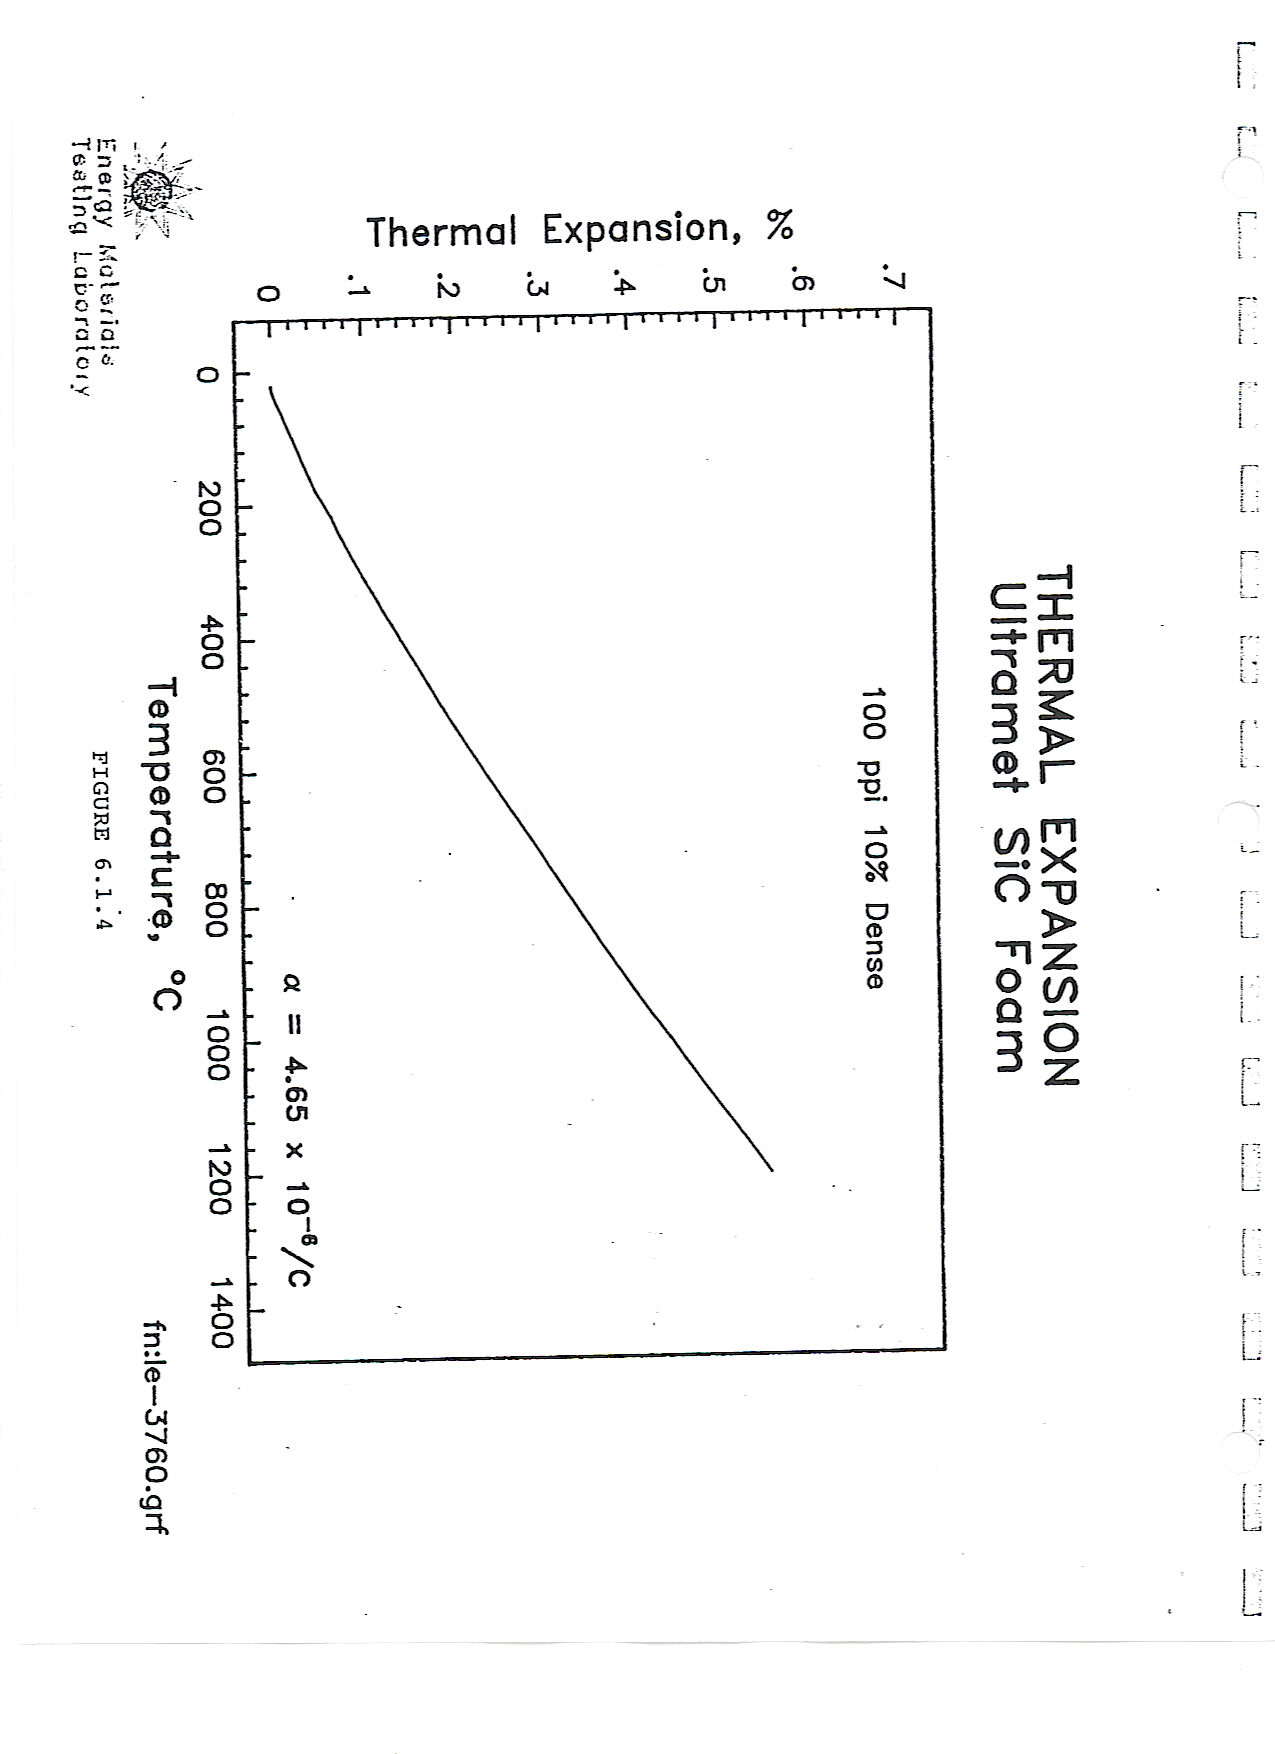 THERMAL EXPANSION
Ultramet SiC Foam
100 ppi 10% Dense
Thermal Expansion, %
.7
.6
.5
.4
.3
.2
.1
0
α = 4.65 x 10⁻⁶/C
0 200 400 600 800 1000 1200 1400
Temperature, °C
fn:le-3760.grf
Energy Materials
Testing Laboratory
FIGURE 6.1.4